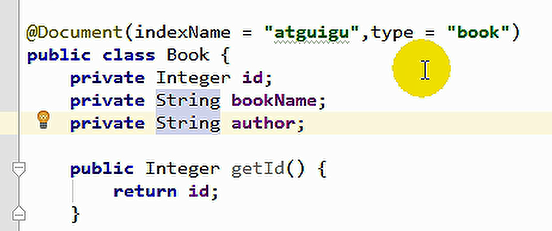 @Document(indexName = "atguigu",type = "book")
public class Book {
private Integer id;
private String bookName;
private String author;
public Integer getId() {
return id;
}